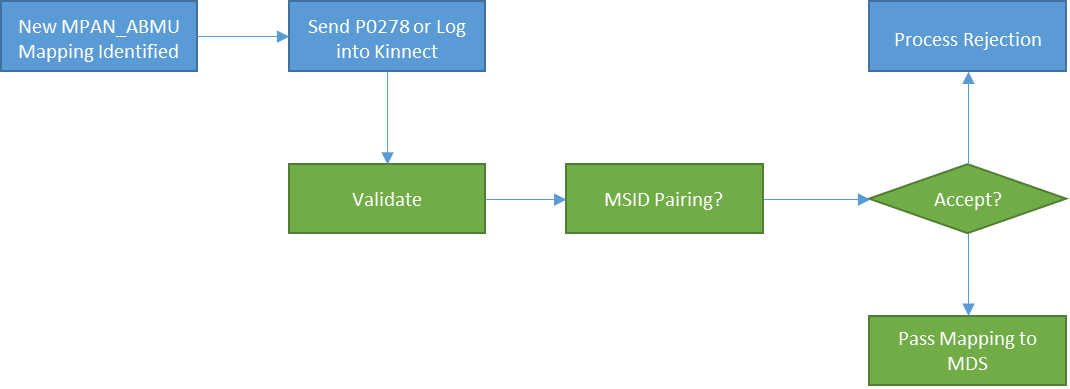 New MPAN_ABMU
Mapping Identified
Send P0278 or Log
into Kinnect
Process Rejection
Validate
MSID Pairing?
Accept?
Pass Mapping to
MDS